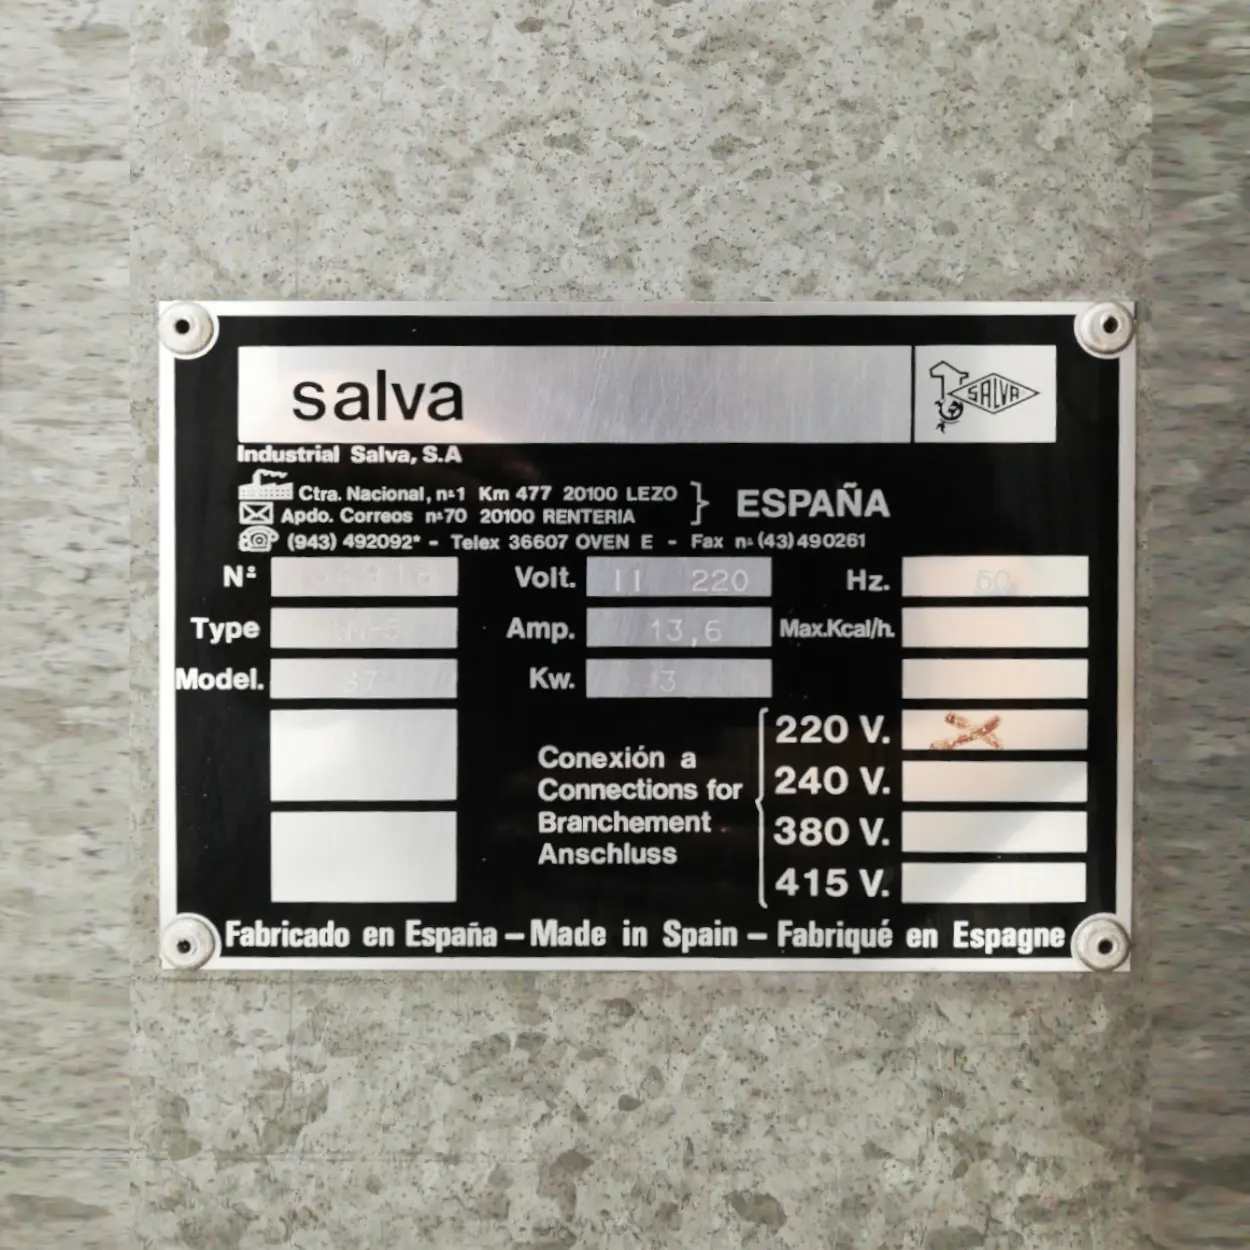 salva
SALVA
Industrial Salva, S.A
Ctra. Nacional, nº1 Km 477 20100 LEZO
Apdo. Correos nº70 20100 RENTERIA
ESPAÑA
(943) 492092* - Telex 36607 OVEN E - Fax nº (43) 490261
Nº Volt. II 220 Hz. 50
Type KM-5 Amp. 13,6 Max.Kcal/h.
Model. 87 Kw. 3
220 V. X
Conexión a
240 V.
Connections for
Branchement
380 V.
Anschluss
415 V.
Fabricado en España – Made in Spain – Fabriqué en Espagne